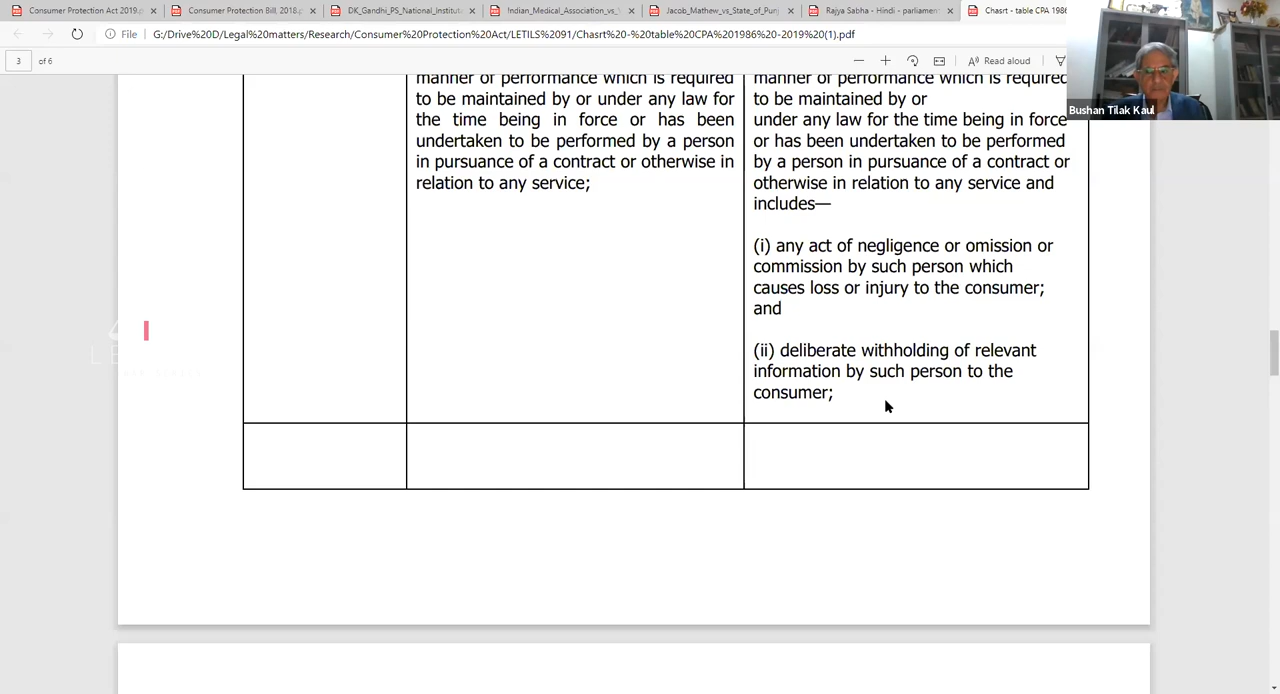 Consumer Protection Act 2019.
Consumer Protection Bill, 2018.
DK_Gandhi_PS_National_Institut
Indian_Medical_Association_vs_
Jacob_Mathew_vs_State_of_Punj
Rajya Sabha - Hindi - parliamen
Chasrt - table CPA 1986
File
G:/Drive%20D/Legal%20matters/Research/Consumer%20Protection%20Act/LETILS%2091/Chasrt%20-%20table%20CPA%201986%20-2019%20(1).pdf
3 of 6
Read aloud
Bushan Tilak Kaul
manner of performance which is required
to be maintained by or under any law for
the time being in force or has been
undertaken to be performed by a person
in pursuance of a contract or otherwise in
relation to any service;
manner of performance which is required
to be maintained by or
under any law for the time being in force
or has been undertaken to be performed
by a person in pursuance of a contract or
otherwise in relation to any service and
includes—
(i) any act of negligence or omission or
commission by such person which
causes loss or injury to the consumer;
and
(ii) deliberate withholding of relevant
information by such person to the
consumer;